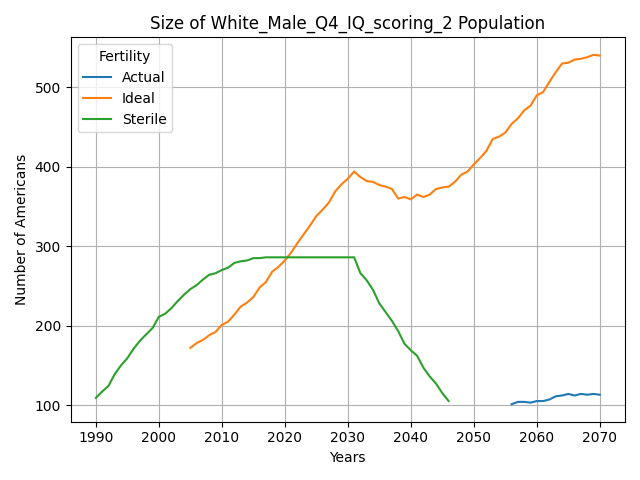 Size of White_Male_Q4_IQ_scoring_2 Population
Fertility
Actual
Ideal
Sterile
Number of Americans
500
400
300
200
100
1990 2000 2010 2020 2030 2040 2050 2060 2070
Years